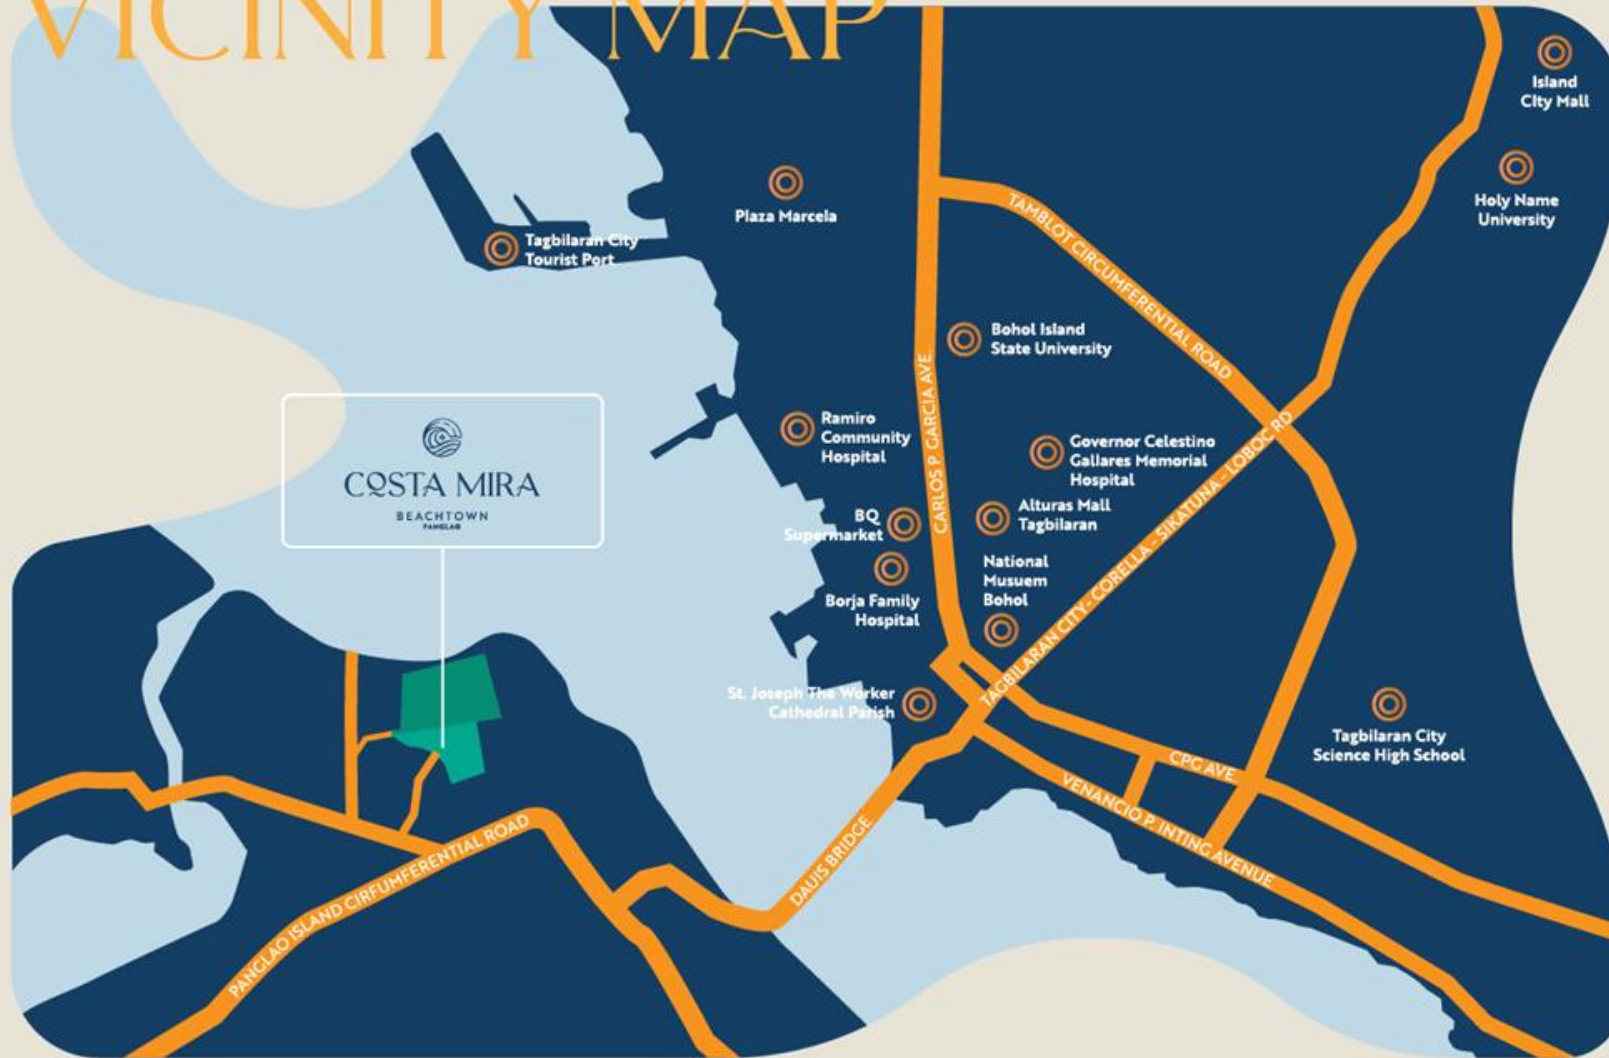 VICINITY MAP
Island
CIty Mall
Holy Name
University
Plaza Marcela
TAMBLOT CIRCUMFERENTIAL ROAD
Tagbilaran City
Tourist Port
Bohol Island
State University
CARLOS P. GARCIA AVE.
Ramiro
Community
Hospital
Governor Celestino
Gallares Memorial
Hospital
COSTA MIRA
BEACHTOWN
PANGLAO
BQ
Supermarket
Alturas Mall
Tagbilaran
TAGBILARAN CITY- CORELLA - SIKATUNA - LOBOC RD
National
Musuem
Bohol
Borja Family
Hospital
St. Joseph The Worker
Cathedral Parish
Tagbilaran City
Science High School
CPG AVE.
VENANCIO P. INTING AVENUE
DAUIS BRIDGE
PANGLAO ISLAND CIRFUMFERENTIAL ROAD